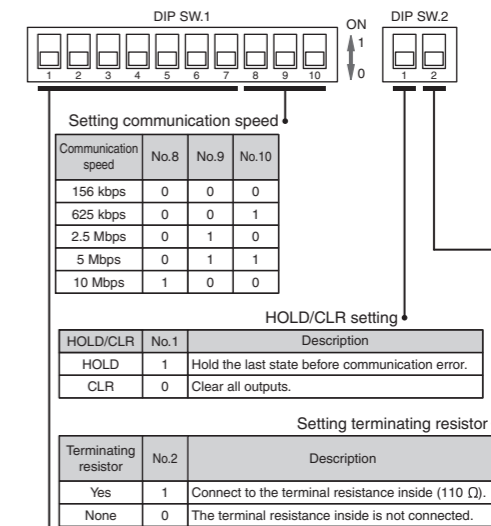 DIP SW.1
DIP SW.2
ON
1
0
1 2 3 4 5 6 7 8 9 10
1 2
Setting communication speed
Communication speed No.8 No.9 No.10
156 kbps 0 0 0
625 kbps 0 0 1
2.5 Mbps 0 1 0
5 Mbps 0 1 1
10 Mbps 1 0 0
HOLD/CLR setting
HOLD/CLR No.1 Description
HOLD 1 Hold the last state before communication error.
CLR 0 Clear all outputs.
Setting terminating resistor
Terminating resistor No.2 Description
Yes 1 Connect to the terminal resistance inside (110 Ω).
None 0 The terminal resistance inside is not connected.